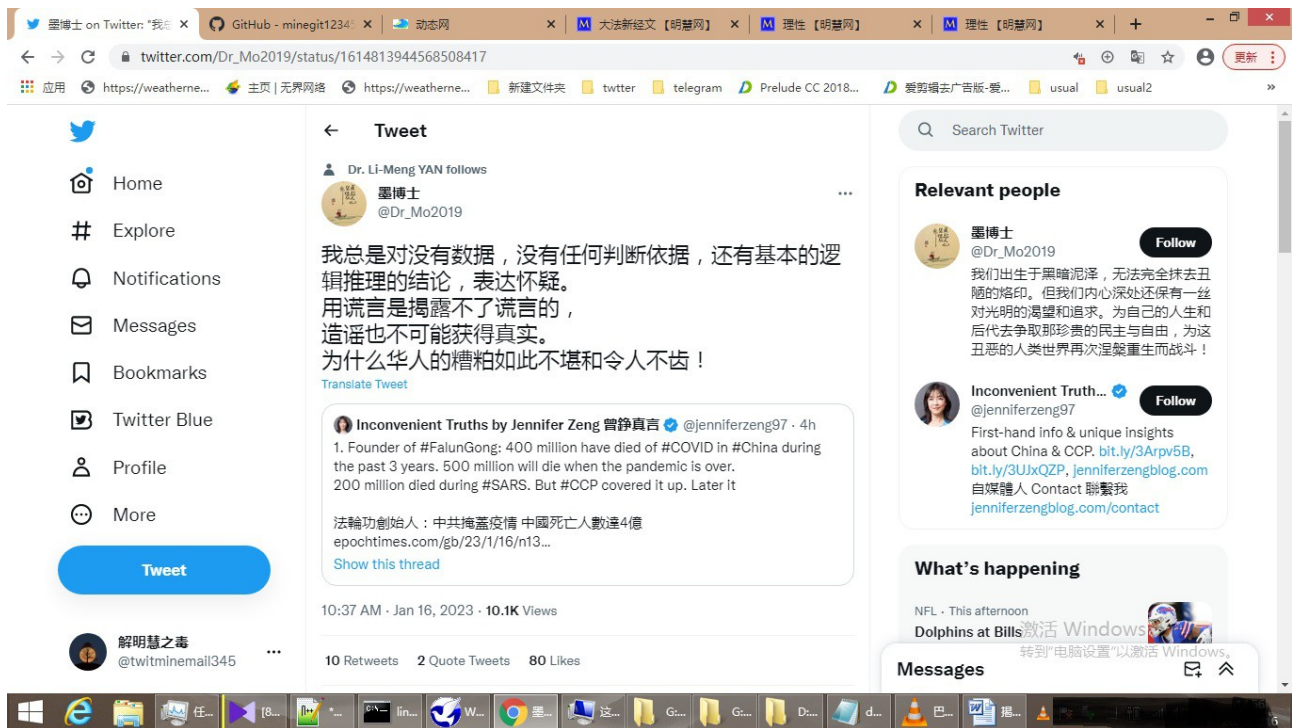 墨博士 on Twitter: "我总
GitHub - minegit1234
动态网
大法新经文 【明慧网】
理性 【明慧网】
理性 【明慧网】
twitter.com/Dr_Mo2019/status/1614813944568508417
更新
应用
https://weatherne...
主页 | 无界网络
https://weatherne...
新建文件夹
twtter
telegram
Prelude CC 2018...
爱剪辑去广告版-爱...
usual
usual2
»
Home
Explore
Notifications
Messages
Bookmarks
Twitter Blue
Profile
More
Tweet
解明慧之毒
@twitminemail345
Tweet
Dr. Li-Meng YAN follows
墨博士
@Dr_Mo2019
我总是对没有数据，没有任何判断依据，还有基本的逻
辑推理的结论，表达怀疑。
用谎言是揭露不了谎言的，
造谣也不可能获得真实。
为什么华人的糟粕如此不堪和令人不齿！
Translate Tweet
Inconvenient Truths by Jennifer Zeng 曾錚真言 @jenniferzeng97 · 4h
1. Founder of #FalunGong: 400 million have died of #COVID in #China during
the past 3 years. 500 million will die when the pandemic is over.
200 million died during #SARS. But #CCP covered it up. Later it
法輪功創始人：中共掩蓋疫情 中國死亡人數達4億
epochtimes.com/gb/23/1/16/n13...
Show this thread
10:37 AM · Jan 16, 2023 · 10.1K Views
10 Retweets 2 Quote Tweets 80 Likes
Search Twitter
Relevant people
墨博士
@Dr_Mo2019
Follow
我们出生于黑暗泥泽，无法完全抹去丑
陋的烙印。但我们内心深处还保有一丝
对光明的渴望和追求。为自己的人生和
后代去争取那珍贵的民主与自由，为这
丑恶的人类世界再次涅槃重生而战斗！
Inconvenient Truth...
@jenniferzeng97
Follow
First-hand info & unique insights
about China & CCP. bit.ly/3Arpv5B,
bit.ly/3UJxQZP, jenniferzengblog.com
自媒體人 Contact 聯繫我
jenniferzengblog.com/contact
What's happening
NFL · This afternoon
Dolphins at Bills
激活 Windows
转到"电脑设置"以激活 Windows。
Messages
任...
[8...
lin...
W...
墨...
这...
G:...
G:...
D:...
d...
巴...
揭...